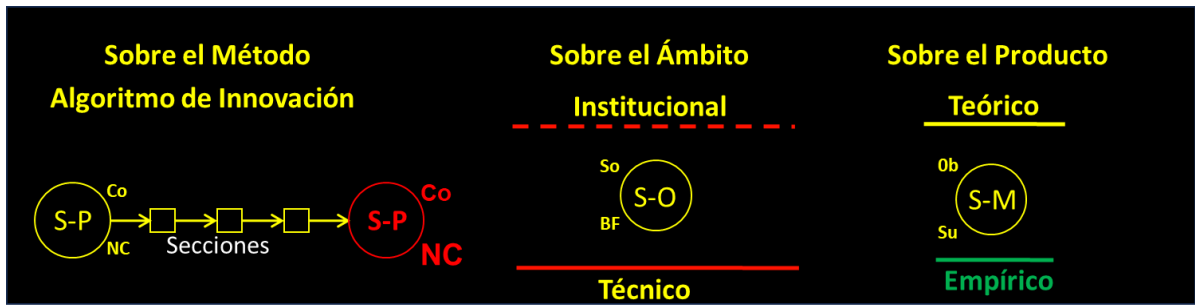 Sobre el Método
Algoritmo de Innovación
Co
S-P
NC
Secciones
Co
S-P
NC
Sobre el Ámbito
Institucional
So
S-O
BF
Técnico
Sobre el Producto
Teórico
0b
S-M
Su
Empírico